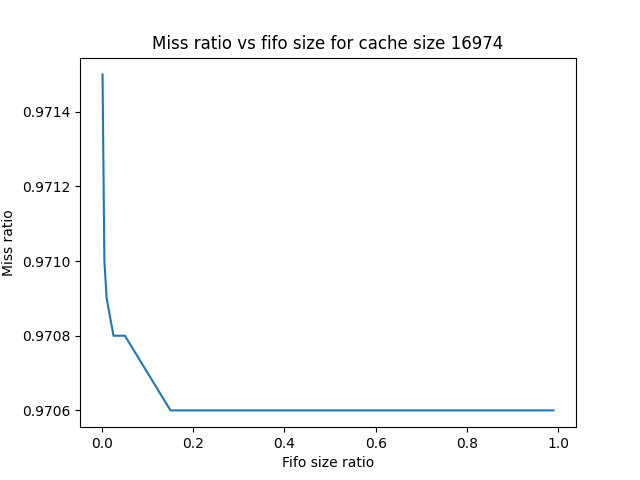 Miss ratio vs fifo size for cache size 16974
0.9714
0.9712
0.9710
0.9708
0.9706
Miss ratio
0.0 0.2 0.4 0.6 0.8 1.0
Fifo size ratio